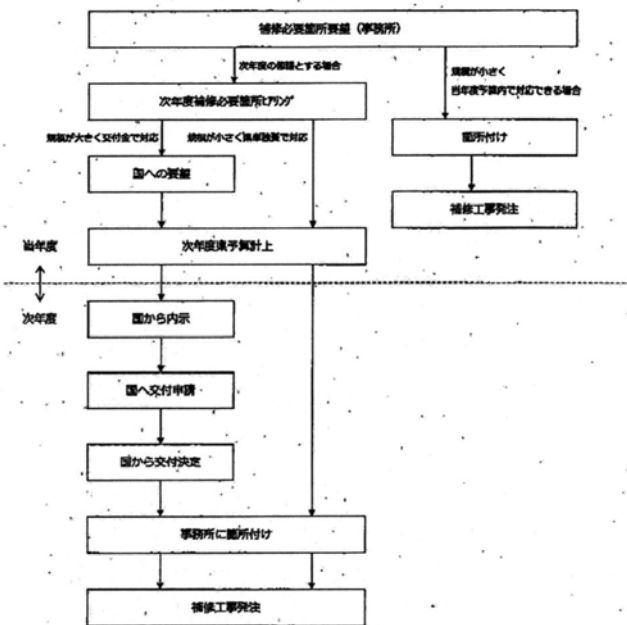 補修必要箇所要望（事務所）
次年度の修繕とする場合
規模が小さく
当年度予算内で対応できる場合
次年度補修必要箇所ヒアリング
規模が大きく交付金で対応
規模が小さく県単独費で対応
箇所付け
国への要望
補修工事発注
当年度
次年度県予算計上
次年度
国から内示
国へ交付申請
国から交付決定
事務所に箇所付け
補修工事発注